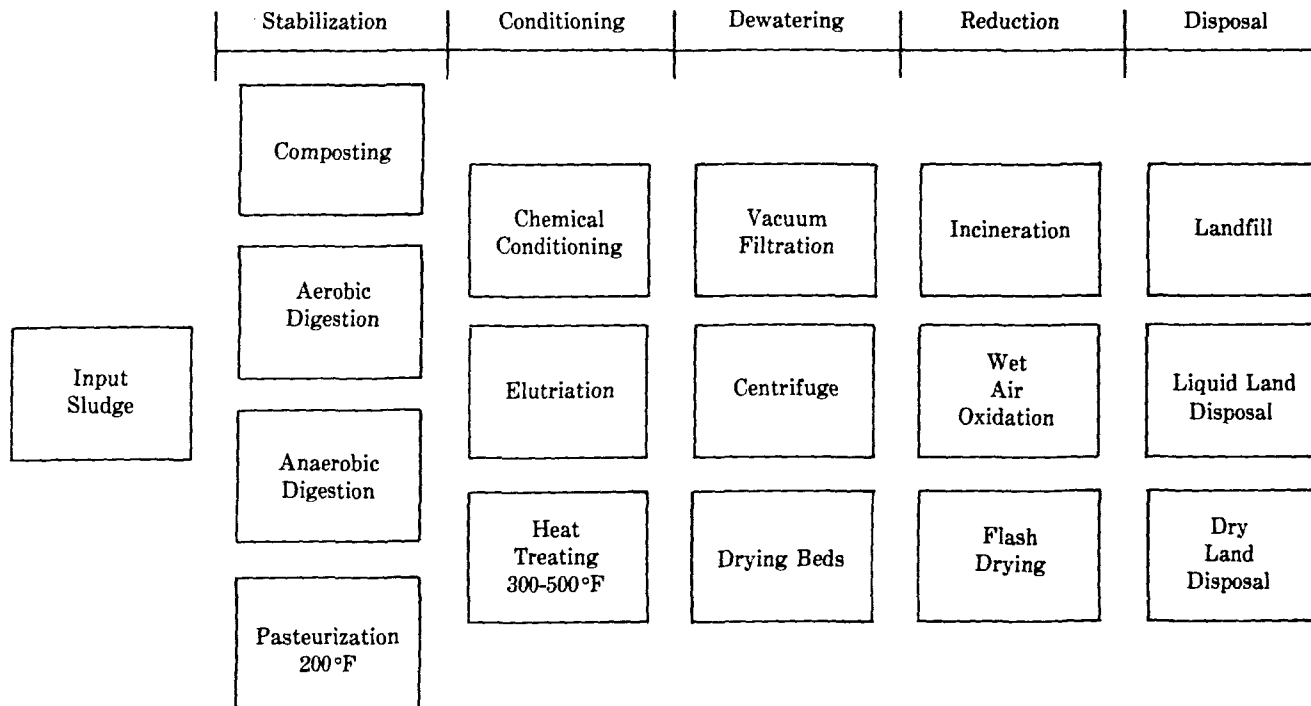 Stabilization
Conditioning
Dewatering
Reduction
Disposal
Input
Sludge
Composting
Aerobic
Digestion
Anaerobic
Digestion
Pasteurization
200°F
Chemical
Conditioning
Elutriation
Heat
Treating
300-500°F
Vacuum
Filtration
Centrifuge
Drying Beds
Incineration
Wet
Air
Oxidation
Flash
Drying
Landfill
Liquid Land
Disposal
Dry
Land
Disposal